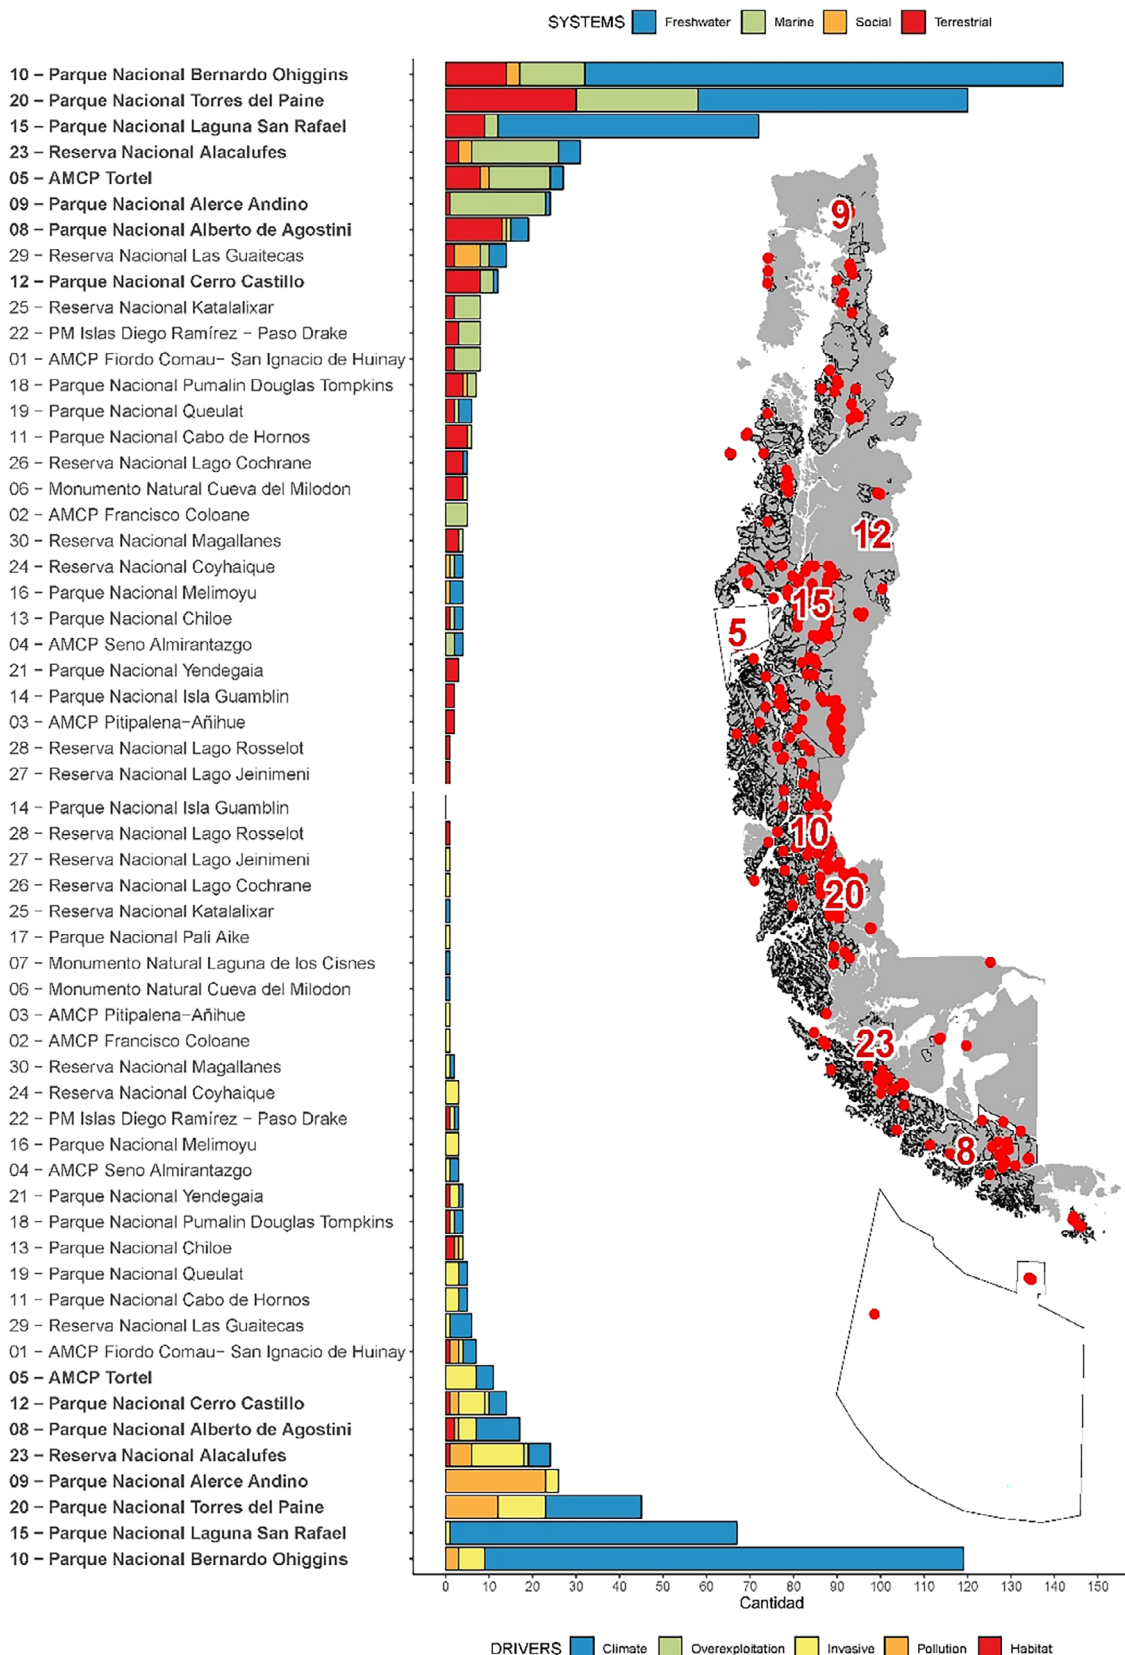 SYSTEMS Freshwater Marine Social Terrestrial
10 – Parque Nacional Bernardo Ohiggins
20 – Parque Nacional Torres del Paine
15 – Parque Nacional Laguna San Rafael
23 – Reserva Nacional Alacalufes
05 – AMCP Tortel
09 – Parque Nacional Alerce Andino
08 – Parque Nacional Alberto de Agostini
29 – Reserva Nacional Las Guaitecas
12 – Parque Nacional Cerro Castillo
25 – Reserva Nacional Katalalixar
22 – PM Islas Diego Ramírez – Paso Drake
01 – AMCP Fiordo Comau– San Ignacio de Huinay
18 – Parque Nacional Pumalin Douglas Tompkins
19 – Parque Nacional Queulat
11 – Parque Nacional Cabo de Hornos
26 – Reserva Nacional Lago Cochrane
06 – Monumento Natural Cueva del Milodon
02 – AMCP Francisco Coloane
30 – Reserva Nacional Magallanes
24 – Reserva Nacional Coyhaique
16 – Parque Nacional Melimoyu
13 – Parque Nacional Chiloe
04 – AMCP Seno Almirantazgo
21 – Parque Nacional Yendegaia
14 – Parque Nacional Isla Guamblin
03 – AMCP Pitipalena–Añihue
28 – Reserva Nacional Lago Rosselot
27 – Reserva Nacional Lago Jeinimeni
14 – Parque Nacional Isla Guamblin
28 – Reserva Nacional Lago Rosselot
27 – Reserva Nacional Lago Jeinimeni
26 – Reserva Nacional Lago Cochrane
25 – Reserva Nacional Katalalixar
17 – Parque Nacional Pali Aike
07 – Monumento Natural Laguna de los Cisnes
06 – Monumento Natural Cueva del Milodon
03 – AMCP Pitipalena–Añihue
02 – AMCP Francisco Coloane
30 – Reserva Nacional Magallanes
24 – Reserva Nacional Coyhaique
22 – PM Islas Diego Ramírez – Paso Drake
16 – Parque Nacional Melimoyu
04 – AMCP Seno Almirantazgo
21 – Parque Nacional Yendegaia
18 – Parque Nacional Pumalin Douglas Tompkins
13 – Parque Nacional Chiloe
19 – Parque Nacional Queulat
11 – Parque Nacional Cabo de Hornos
29 – Reserva Nacional Las Guaitecas
01 – AMCP Fiordo Comau– San Ignacio de Huinay
05 – AMCP Tortel
12 – Parque Nacional Cerro Castillo
08 – Parque Nacional Alberto de Agostini
23 – Reserva Nacional Alacalufes
09 – Parque Nacional Alerce Andino
20 – Parque Nacional Torres del Paine
15 – Parque Nacional Laguna San Rafael
10 – Parque Nacional Bernardo Ohiggins
9
12
15
5
10
20
23
8
0 10 20 30 40 50 60 70 80 90 100 110 120 130 140 150
Cantidad
DRIVERS Climate Overexploitation Invasive Pollution Habitat